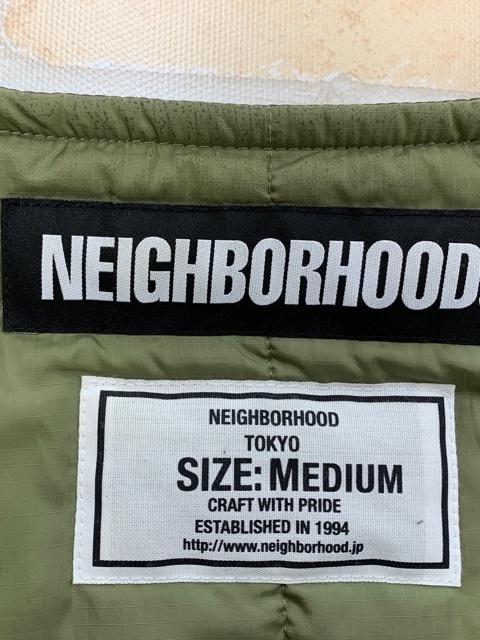 NEIGHBORHOOD.
NEIGHBORHOOD
TOKYO
SIZE: MEDIUM
CRAFT WITH PRIDE
ESTABLISHED IN 1994
http://www.neighborhood.jp